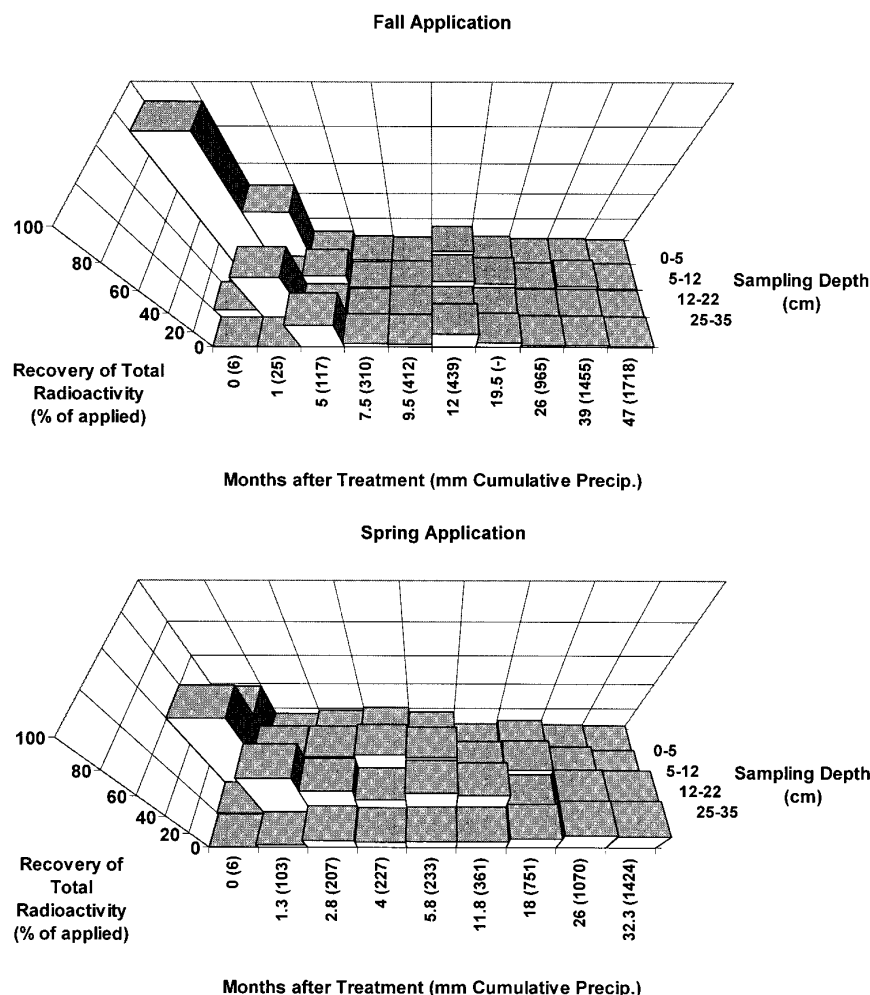 Fall Application
100
80
60
40
20
0
Recovery of Total
Radioactivity
(% of applied)
0 (6)
1 (25)
5 (117)
7.5 (310)
9.5 (412)
12 (439)
19.5 (-)
26 (965)
39 (1455)
47 (1718)
0-5
5-12
12-22
25-35
Sampling Depth
(cm)
Months after Treatment (mm Cumulative Precip.)
Spring Application
100
80
60
40
20
0
Recovery of
Total
Radioactivity
(% of applied)
0 (6)
1.3 (103)
2.8 (207)
4 (227)
5.8 (233)
11.8 (361)
18 (751)
26 (1070)
32.3 (1424)
0-5
5-12
12-22
25-35
Sampling Depth
(cm)
Months after Treatment (mm Cumulative Precip.)